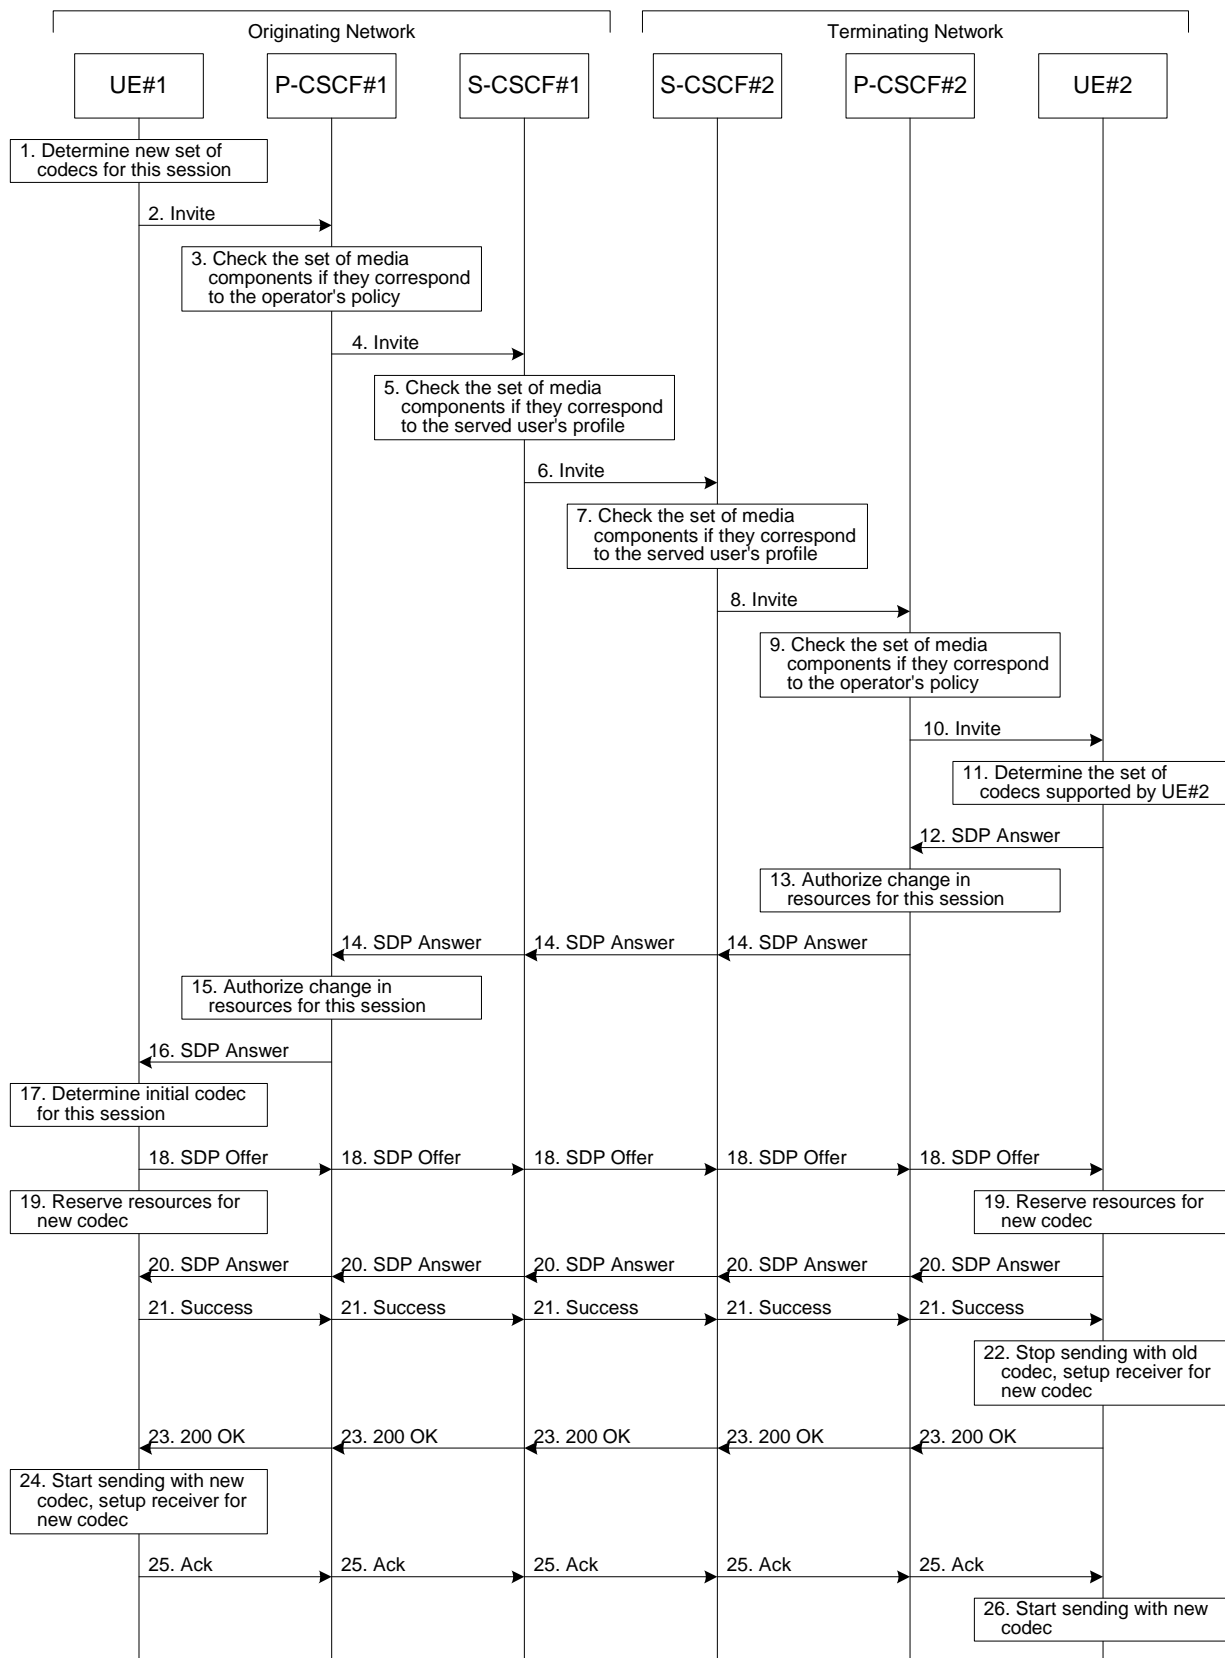 Originating Network
Terminating Network
UE#1
P-CSCF#1
S-CSCF#1
S-CSCF#2
P-CSCF#2
UE#2
1. Determine new set of
codecs for this session
2. Invite
3. Check the set of media
components if they correspond
to the operator's policy
4. Invite
5. Check the set of media
components if they correspond
to the served user's profile
6. Invite
7. Check the set of media
components if they correspond
to the served user's profile
8. Invite
9. Check the set of media
components if they correspond
to the operator's policy
10. Invite
11. Determine the set of
codecs supported by UE#2
12. SDP Answer
13. Authorize change in
resources for this session
14. SDP Answer
14. SDP Answer
14. SDP Answer
15. Authorize change in
resources for this session
16. SDP Answer
17. Determine initial codec
for this session
18. SDP Offer
18. SDP Offer
18. SDP Offer
18. SDP Offer
18. SDP Offer
19. Reserve resources for
new codec
19. Reserve resources for
new codec
20. SDP Answer
20. SDP Answer
20. SDP Answer
20. SDP Answer
20. SDP Answer
21. Success
21. Success
21. Success
21. Success
21. Success
22. Stop sending with old
codec, setup receiver for
new codec
23. 200 OK
23. 200 OK
23. 200 OK
23. 200 OK
23. 200 OK
24. Start sending with new
codec, setup receiver for
new codec
25. Ack
25. Ack
25. Ack
25. Ack
25. Ack
26. Start sending with new
codec